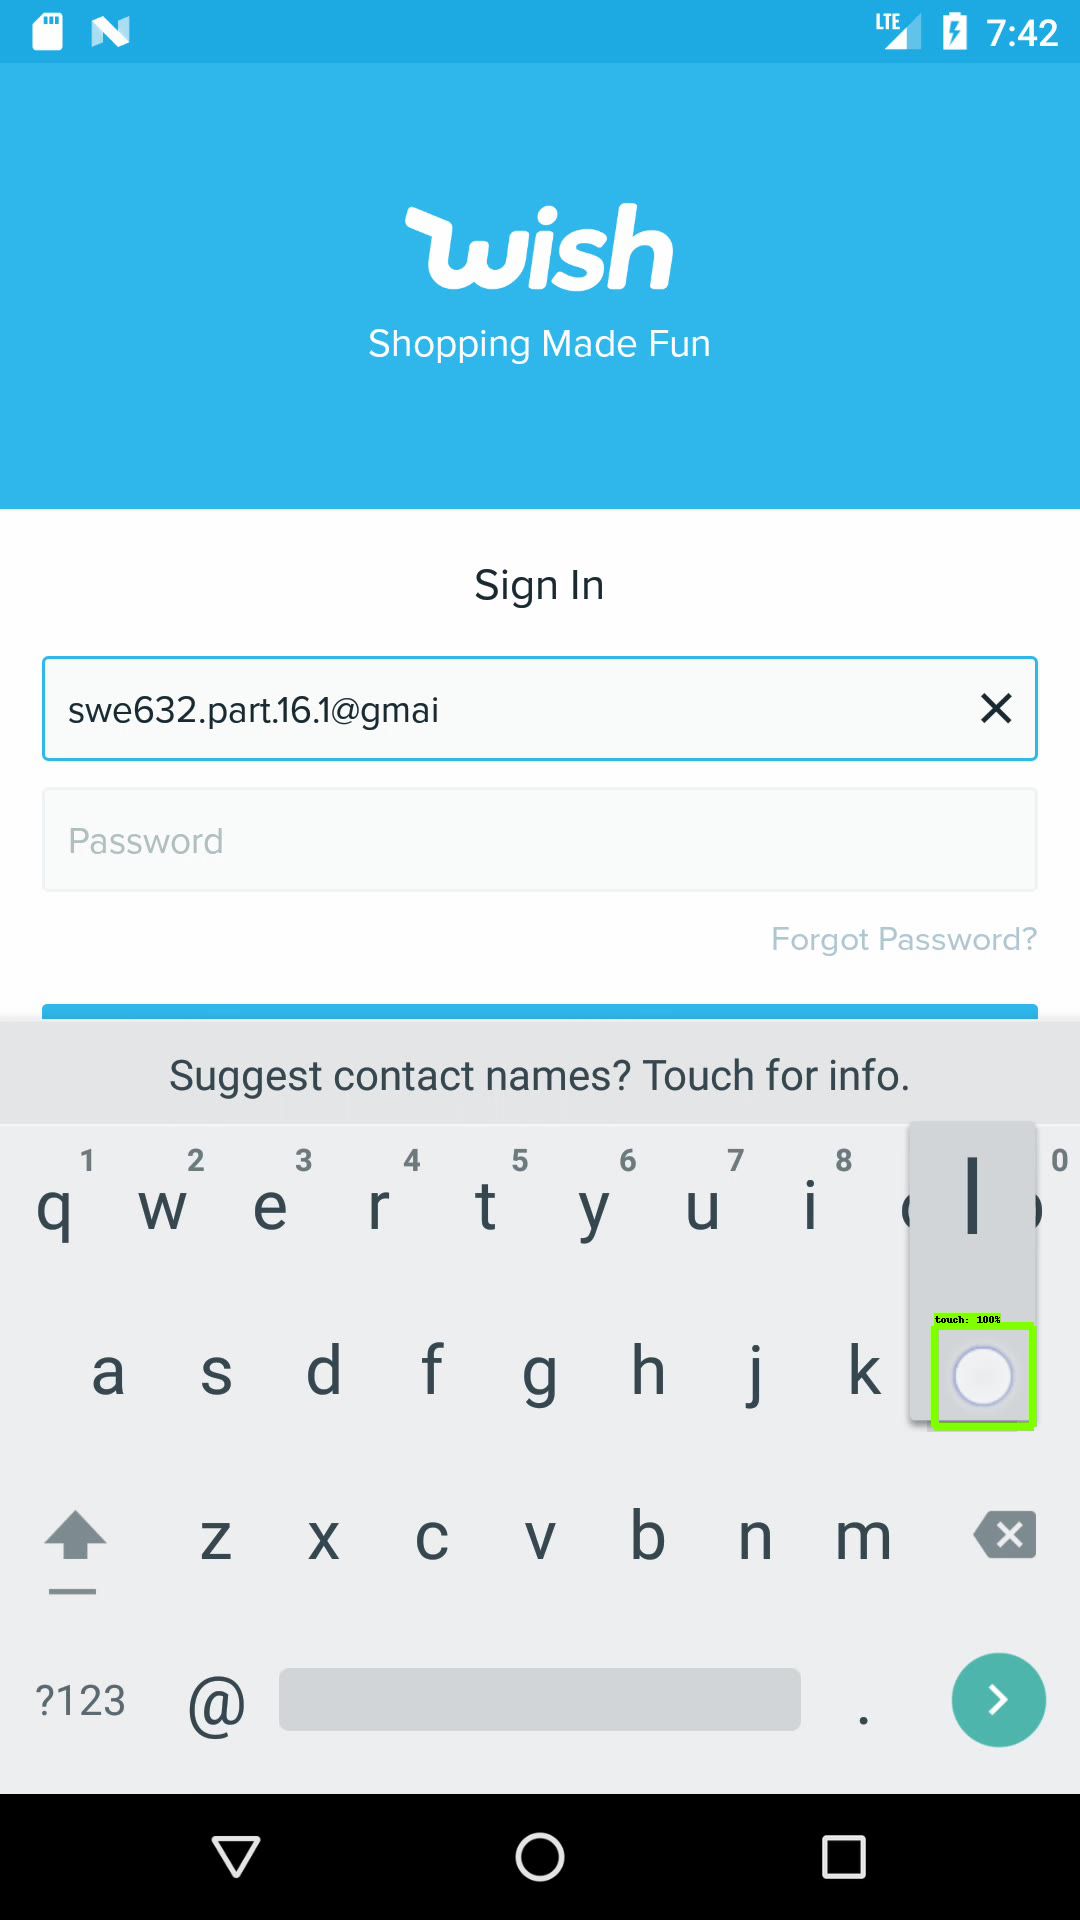 LTE 7:42
wish
Shopping Made Fun
Sign In
swe632.part.16.1@gmai
Password
Forgot Password?
Suggest contact names? Touch for info.
1 2 3 4 5 6 7 8 0
q w e r t y u i l
touch: 100%
a s d f g h j k
z x c v b n m
?123 @ .